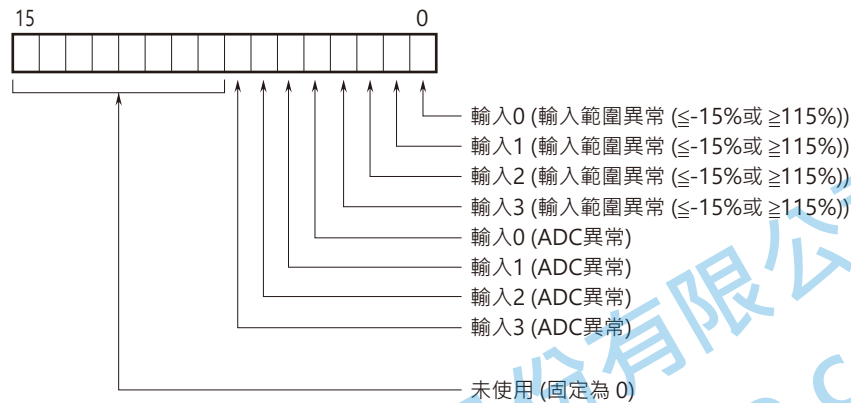 15 0
輸入0 (輸入範圍異常 (≦-15%或 ≧115%))
輸入1 (輸入範圍異常 (≦-15%或 ≧115%))
輸入2 (輸入範圍異常 (≦-15%或 ≧115%))
輸入3 (輸入範圍異常 (≦-15%或 ≧115%))
輸入0 (ADC異常)
輸入1 (ADC異常)
輸入2 (ADC異常)
輸入3 (ADC異常)
未使用 (固定為 0)
份有限公